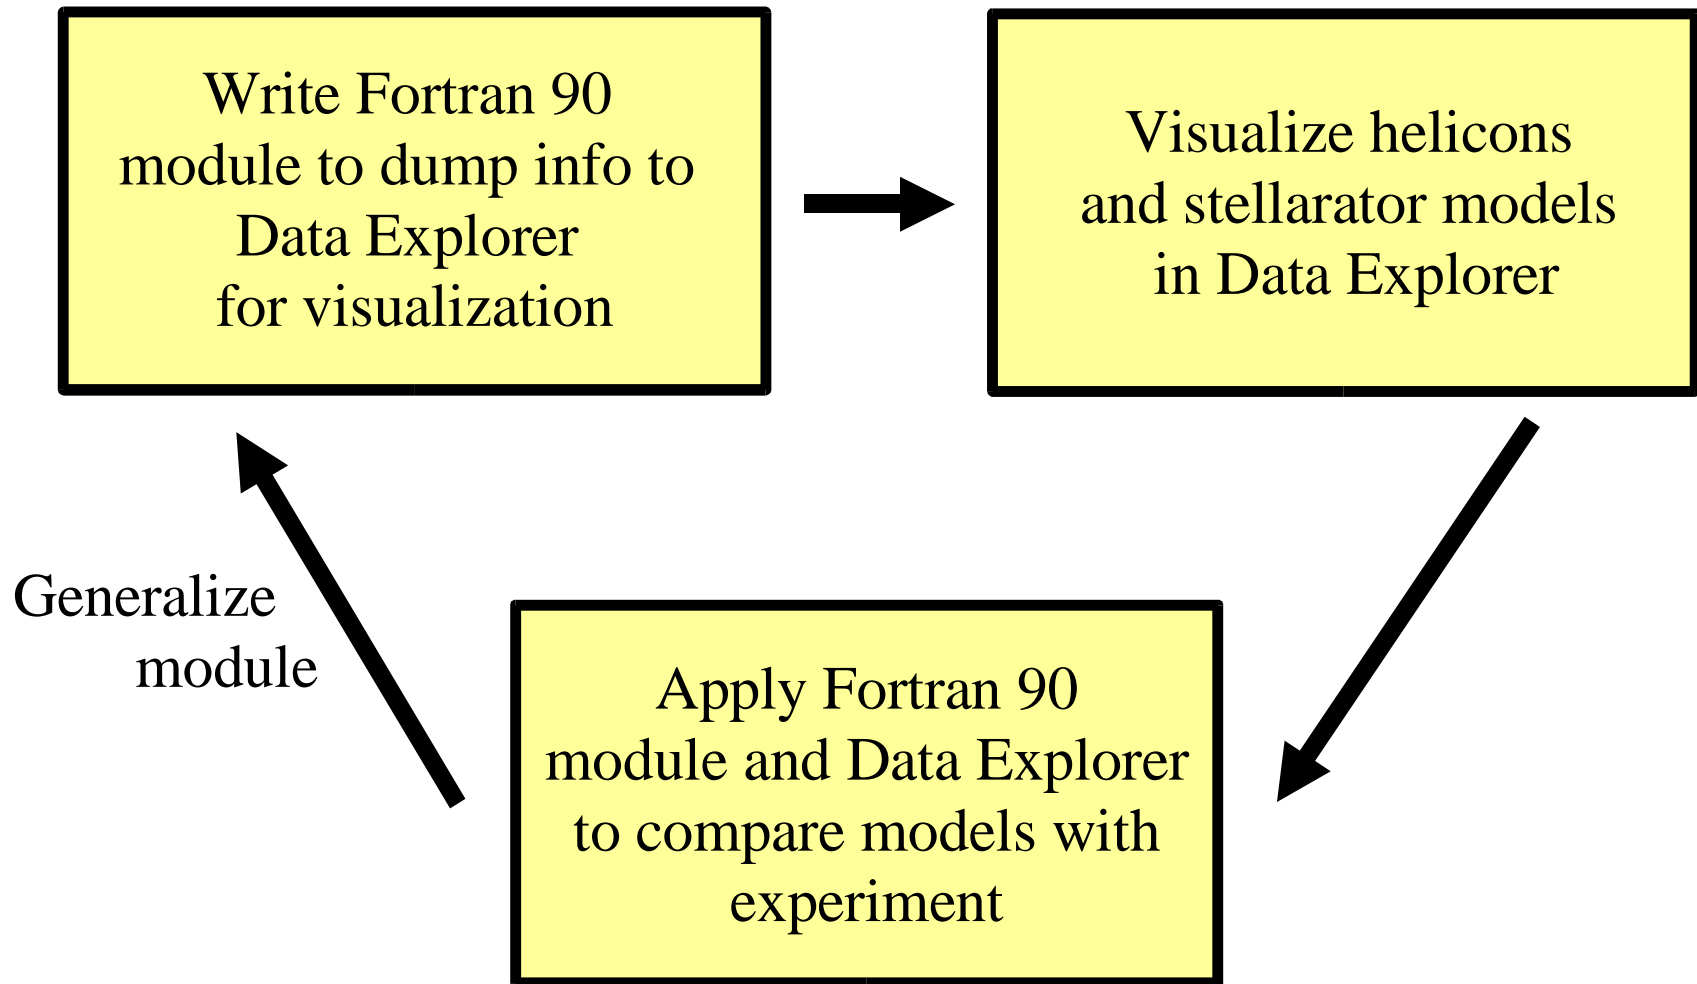 Write Fortran 90
module to dump info to
Data Explorer
for visualization
Visualize helicons
and stellarator models
in Data Explorer
Generalize
module
Apply Fortran 90
module and Data Explorer
to compare models with
experiment